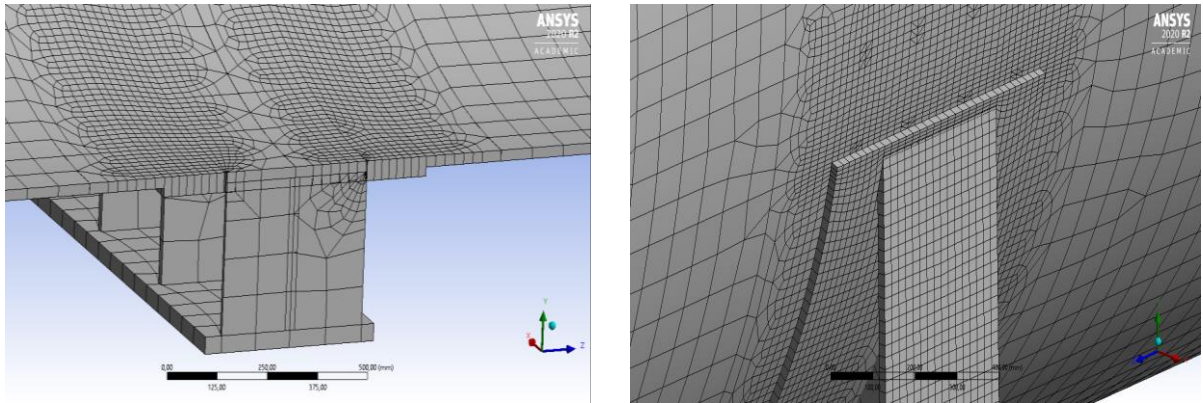 ANSYS
2020 R2
ACADEMIC
Y
X
Z
0,00
250,00
500,00 (mm)
125,00
375,00
ANSYS
2020 R2
ACADEMIC